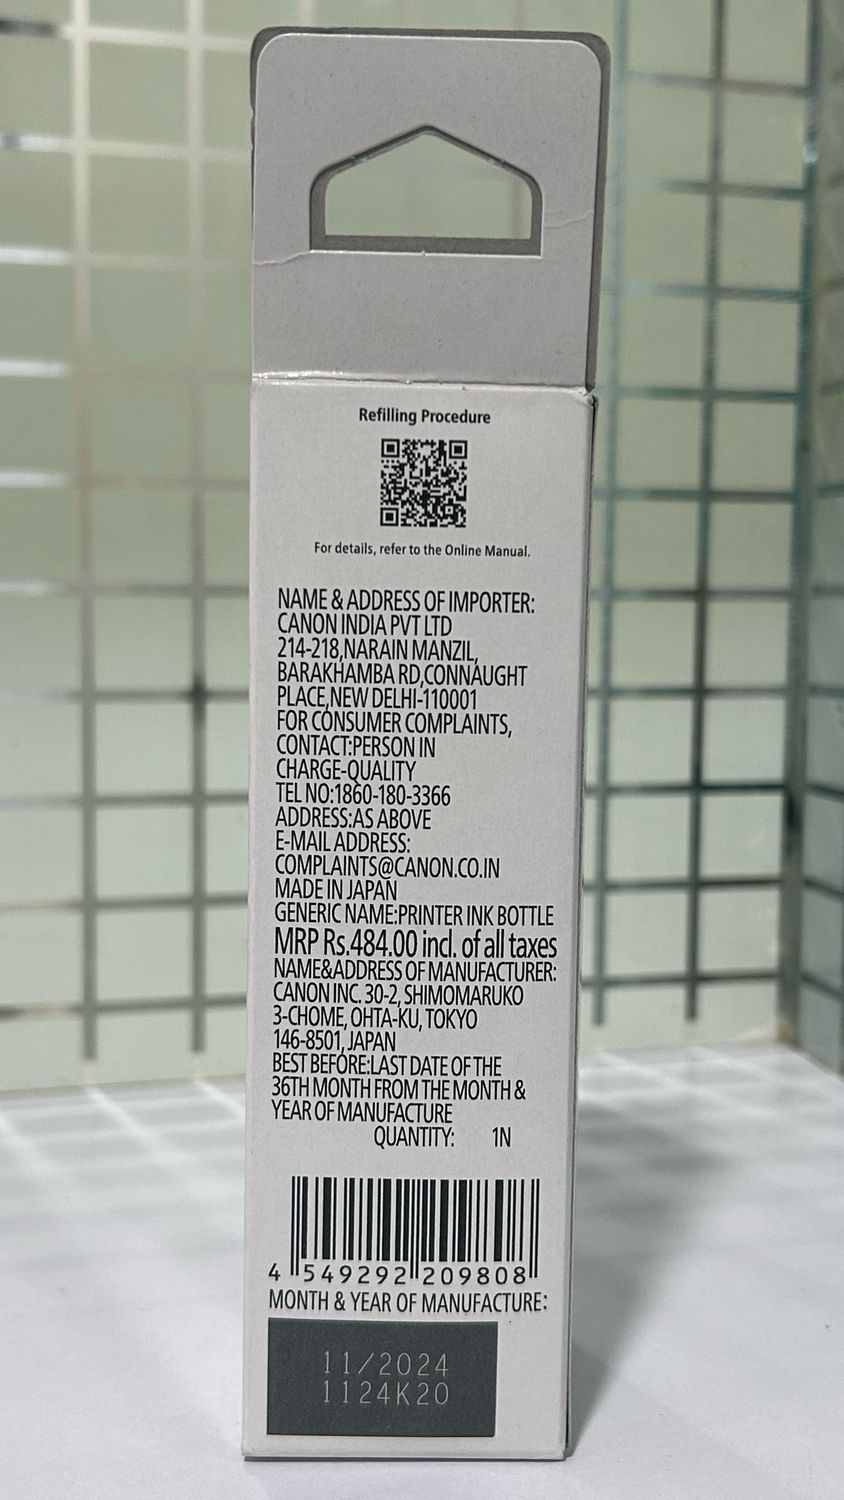 Refilling Procedure
For details, refer to the Online Manual.
NAME & ADDRESS OF IMPORTER:
CANON INDIA PVT LTD
214-218,NARAIN MANZIL,
BARAKHAMBA RD,CONNAUGHT
PLACE,NEW DELHI-110001
FOR CONSUMER COMPLAINTS,
CONTACT:PERSON IN
CHARGE-QUALITY
TEL NO:1860-180-3366
ADDRESS:AS ABOVE
E-MAIL ADDRESS:
COMPLAINTS@CANON.CO.IN
MADE IN JAPAN
GENERIC NAME:PRINTER INK BOTTLE
MRP Rs.484.00 incl. of all taxes
NAME&ADDRESS OF MANUFACTURER:
CANON INC. 30-2, SHIMOMARUKO
3-CHOME, OHTA-KU, TOKYO
146-8501, JAPAN
BEST BEFORE:LAST DATE OF THE
36TH MONTH FROM THE MONTH &
YEAR OF MANUFACTURE
QUANTITY: 1N
4 549292 209808
MONTH & YEAR OF MANUFACTURE:
11/2024
1124K20